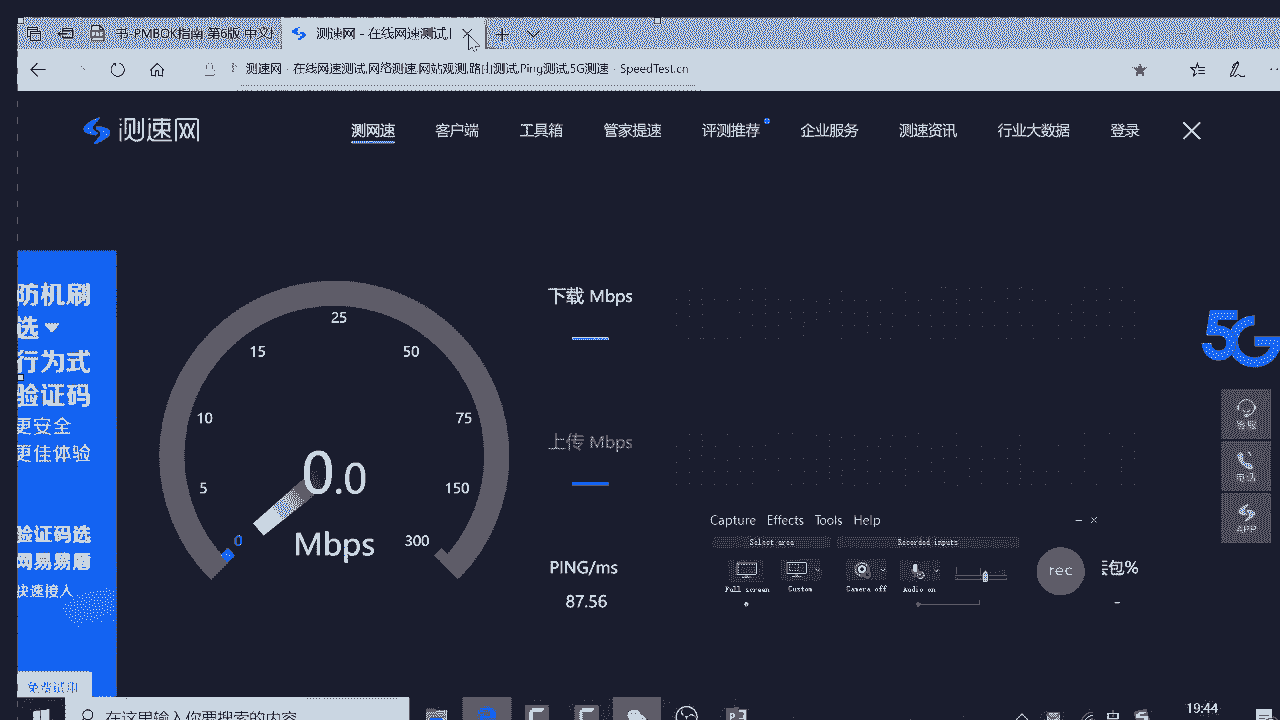 书-PMBOK指南 第6版 中文
测速网 - 在线网速测试,
测速网 - 在线网速测试,网络测速,网站观测,路由测试,Ping测试,5G测速 - SpeedTest.cn
测速网
测网速 客户端 工具箱 管家提速 评测推荐 企业服务 测速资讯 行业大数据 登录
防机刷
选
行为式
验证码
更安全
更佳体验
验证码选
网易易盾
快速接入
免费试用
0
5
10
15
25
50
75
150
300
0.0
Mbps
下载 Mbps
上传 Mbps
PING/ms
87.56
丢包%
-
5G
客服
电话
APP
Capture Effects Tools Help
Select area Recorded inputs
Full screen Custom Camera off Audio on
rec
在这里输入你要搜索的内容
中
19:44